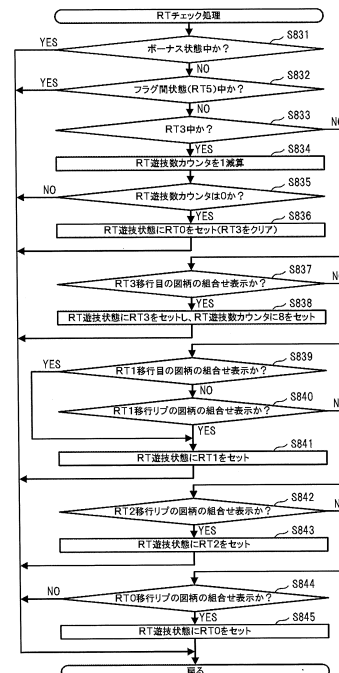 RTチェック処理
S831
YES
ボーナス状態中か?
NO
S832
YES
フラグ間状態(RT5)中か?
NO
S833
RT3中か?
NO
YES
S834
RT遊技数カウンタを1減算
S835
NO
RT遊技数カウンタは0か?
YES
S836
RT遊技状態にRT0をセット(RT3をクリア)
S837
RT3移行目の図柄の組合せ表示か?
NO
YES
S838
RT遊技状態にRT3をセットし、RT遊技数カウンタに8をセット
S839
YES
RT1移行目の図柄の組合せ表示か?
NO
S840
RT1移行リプの図柄の組合せ表示か?
NO
YES
S841
RT遊技状態にRT1をセット
S842
RT2移行リプの図柄の組合せ表示か?
NO
YES
S843
RT遊技状態にRT2をセット
S844
NO
RT0移行リプの図柄の組合せ表示か?
YES
S845
RT遊技状態にRT0をセット
戻る